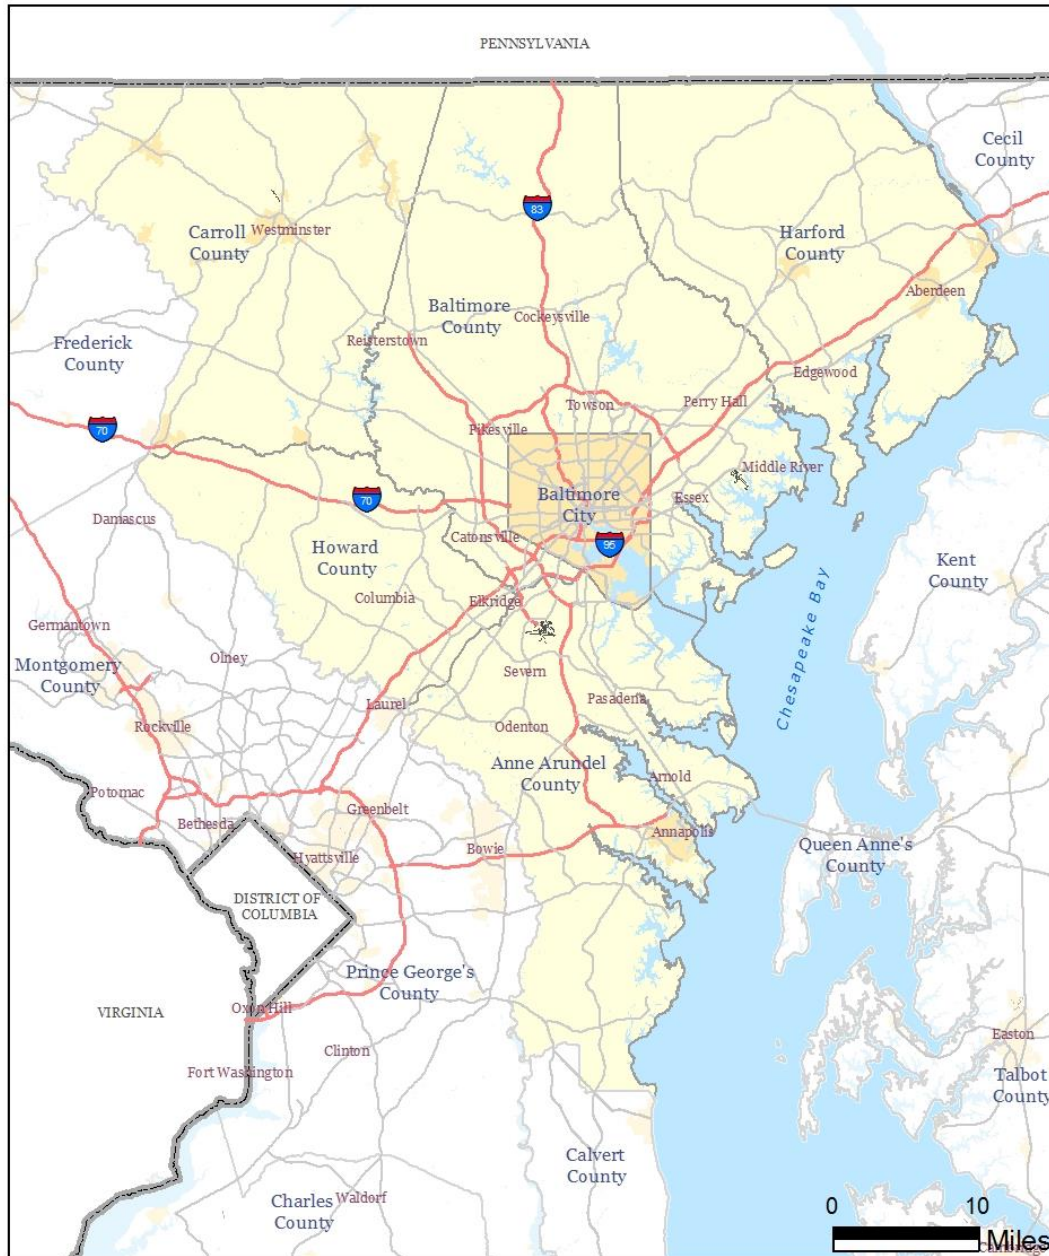 PENNSYLVANIA
Cecil
County
83
Carroll
County
Westminster
Harford
County
Aberdeen
Baltimore
County
Cockeysville
Reisterstown
Frederick
County
Edgewood
Towson
Perry Hall
Pikesville
70
Middle River
70
Baltimore
City
Essex
Damascus
Catonsville
95
Howard
County
Kent
County
Columbia
Elkridge
Chesapeake Bay
Germantown
Montgomery
County
Olney
Severn
Laurel
Pasadena
Rockville
Odenton
Anne Arundel
County
Arnold
Potomac
Greenbelt
Bethesda
Annapolis
Bowie
Queen Anne's
County
Hyattsville
DISTRICT OF
COLUMBIA
Prince George's
County
VIRGINIA
Oxon Hill
Easton
Clinton
Fort Washington
Talbot
County
Calvert
County
Charles
County
Waldorf
0 10
Miles